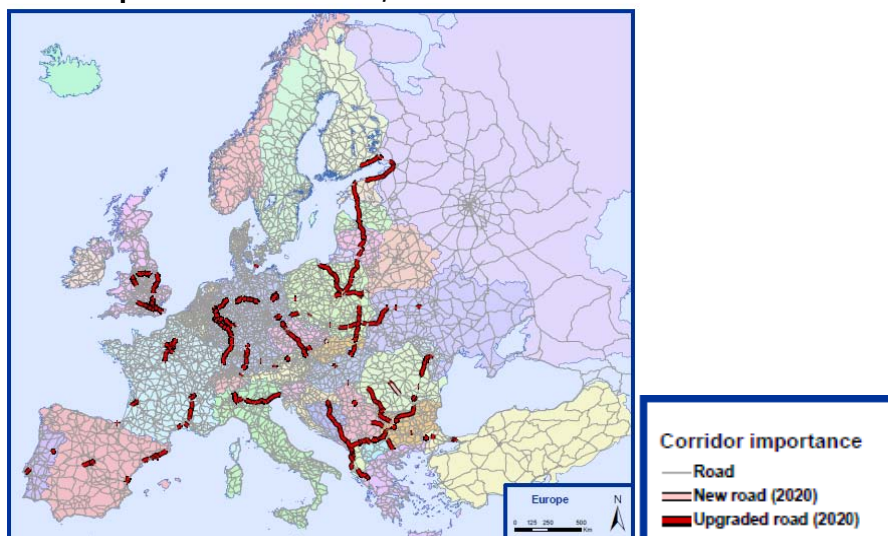 Europe
N
0 125 250 500
Km
Corridor importance
Road
New road (2020)
Upgraded road (2020)